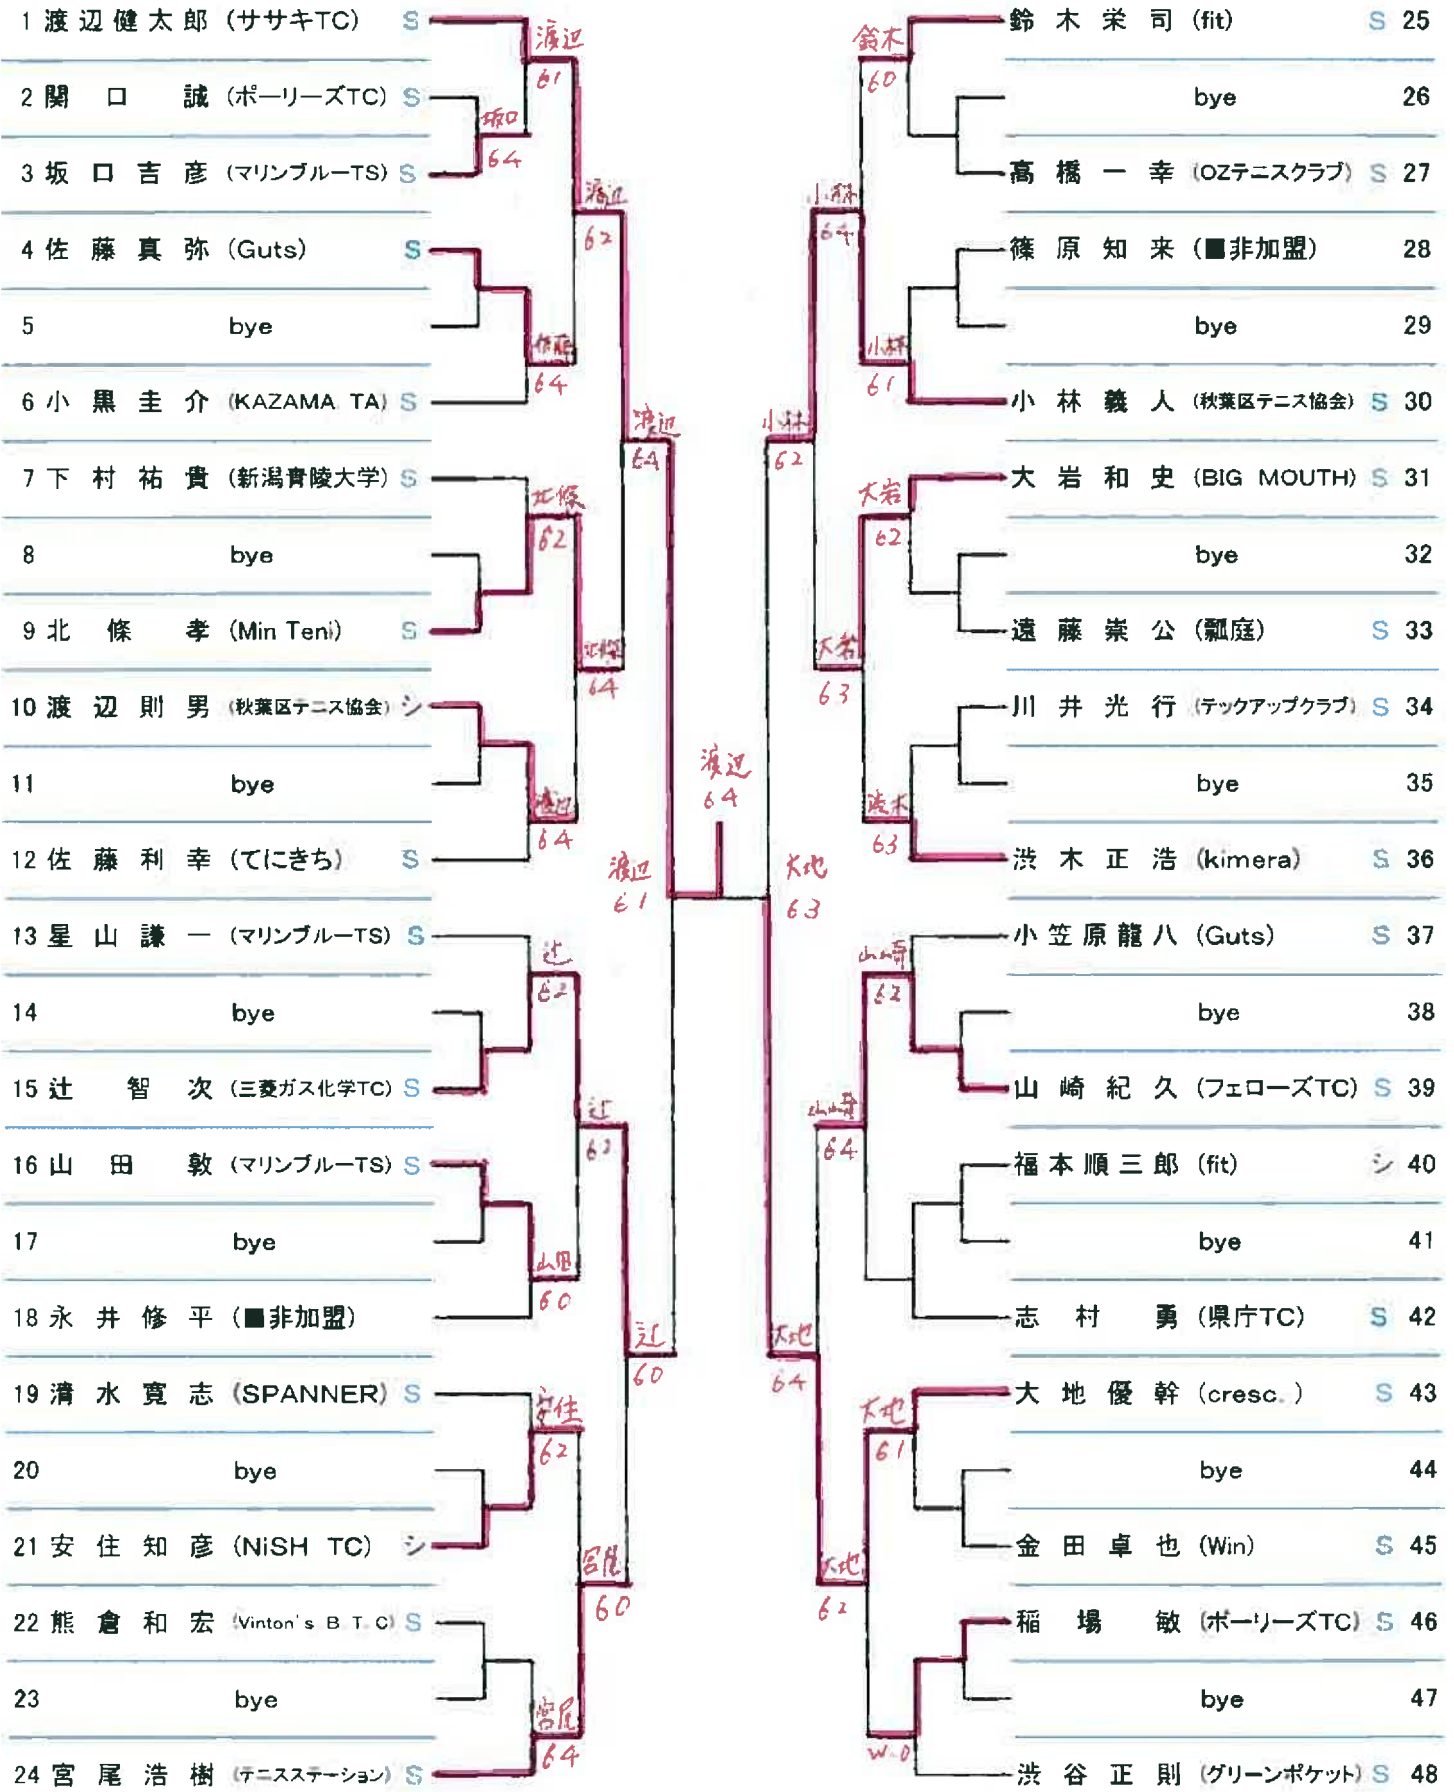 1 渡辺健太郎 (ササキTC) S
2 関口 誠 (ポーリーズTC) S
3 坂口吉彦 (マリンブルーTS) S
4 佐藤真弥 (Guts) S
5 bye
6 小黒圭介 (KAZAMA TA) S
7 下村祐貴 (新潟青陵大学) S
8 bye
9 北條 孝 (Min Teni) S
10 渡辺則男 (秋葉区テニス協会) シ
11 bye
12 佐藤利幸 (てにきち) S
13 星山謙一 (マリンブルーTS) S
14 bye
15 辻 智次 (三菱ガス化学TC) S
16 山田 敦 (マリンブルーTS) S
17 bye
18 永井修平 (■非加盟)
19 清水寛志 (SPANNER) S
20 bye
21 安住知彦 (NiSH TC) シ
22 熊倉和宏 (Vinton's B.T.C) S
23 bye
24 宮尾浩樹 (テニスステーション) S
渡辺
61
坂口
64
渡辺
62
佐藤
64
渡辺
64
北條
62
北條
64
渡辺
64
渡辺
61
辻
62
辻
62
山田
60
辻
60
安住
62
宮尾
60
宮尾
64
渡辺
64
鈴木
60
小林
64
小林
61
小林
62
大岩
62
大岩
63
渋木
63
大地
63
山崎
62
山崎
64
大地
64
大地
61
大地
62
W.O
鈴木栄司 (fit) S 25
bye 26
高橋一幸 (OZテニスクラブ) S 27
篠原知来 (■非加盟) 28
bye 29
小林義人 (秋葉区テニス協会) S 30
大岩和史 (BIG MOUTH) S 31
bye 32
遠藤崇公 (瓢庭) S 33
川井光行 (テックアップクラブ) S 34
bye 35
渋木正浩 (kimera) S 36
小笠原龍八 (Guts) S 37
bye 38
山崎紀久 (フェローズTC) S 39
福本順三郎 (fit) シ 40
bye 41
志村 勇 (県庁TC) S 42
大地優幹 (cresc.) S 43
bye 44
金田卓也 (Win) S 45
稲場 敏 (ポーリーズTC) S 46
bye 47
渋谷正則 (グリーンポケット) S 48